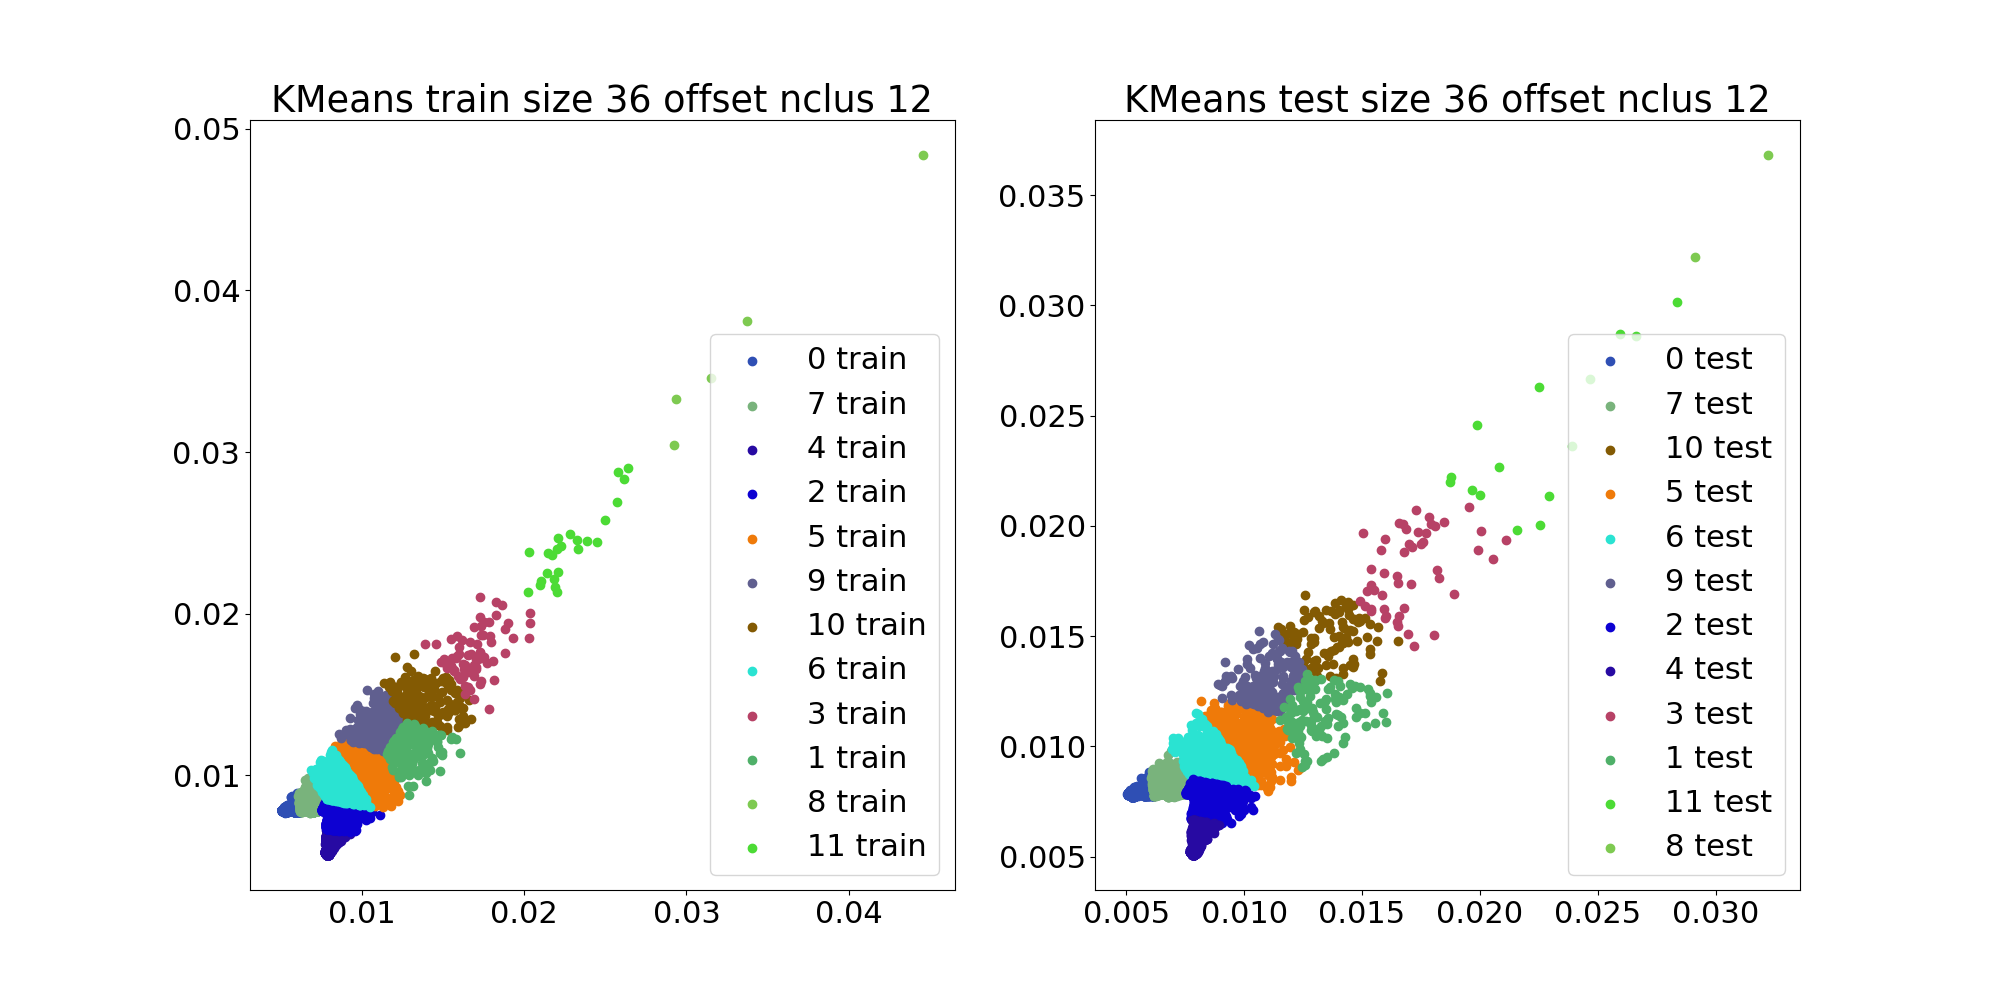 KMeans train size 36 offset nclus 12
0.05
0.04
0.03
0.02
0.01
0.01 0.02 0.03 0.04
0 train
7 train
4 train
2 train
5 train
9 train
10 train
6 train
3 train
1 train
8 train
11 train
KMeans test size 36 offset nclus 12
0.035
0.030
0.025
0.020
0.015
0.010
0.005
0.005 0.010 0.015 0.020 0.025 0.030
0 test
7 test
10 test
5 test
6 test
9 test
2 test
4 test
3 test
1 test
11 test
8 test